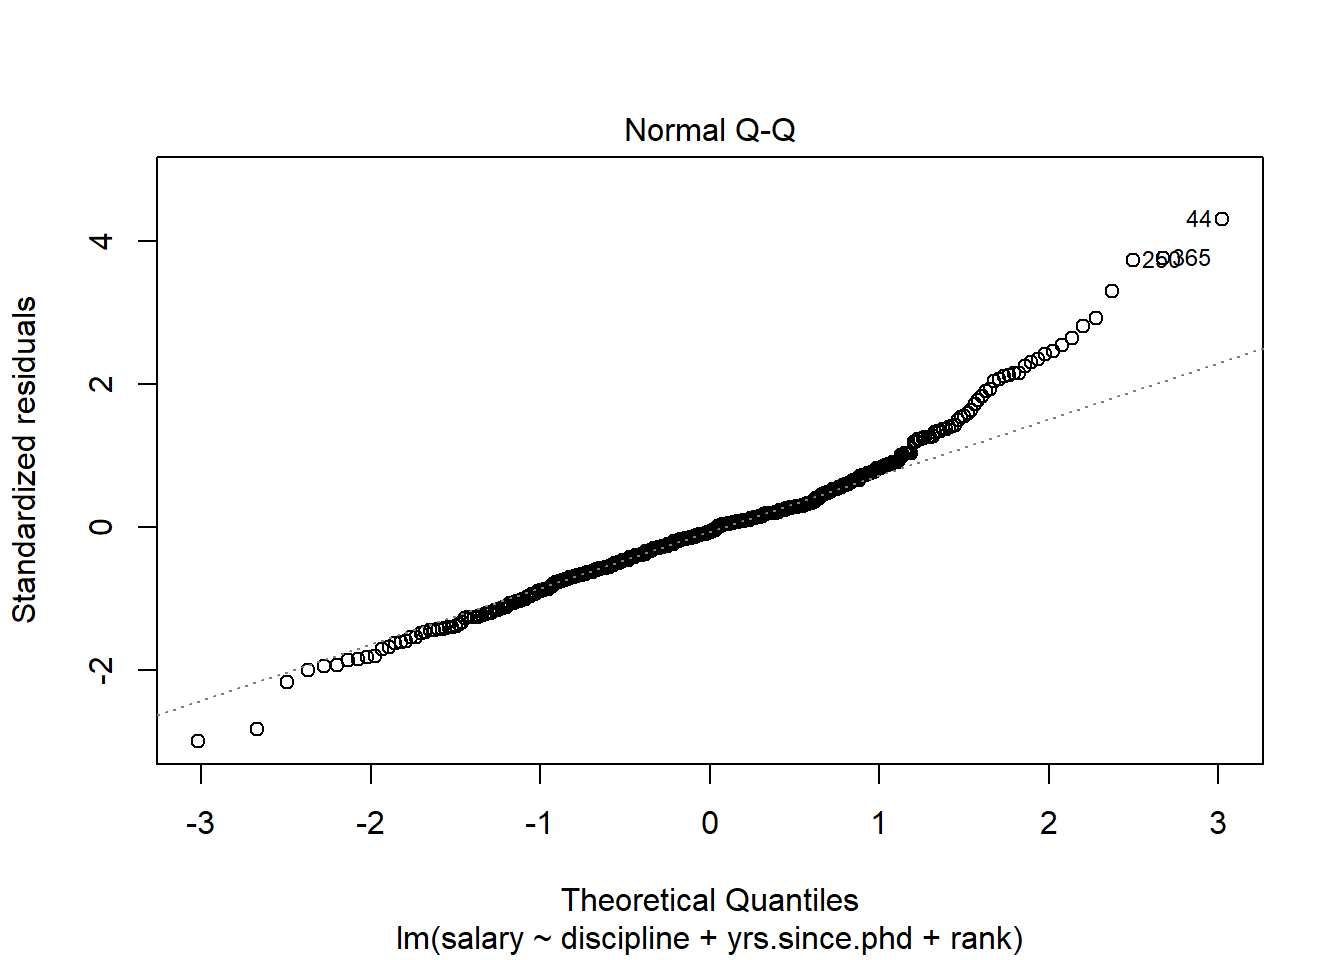 Normal Q-Q
Standardized residuals
4
2
0
-2
44
250
365
-3 -2 -1 0 1 2 3
Theoretical Quantiles
lm(salary ~ discipline + yrs.since.phd + rank)